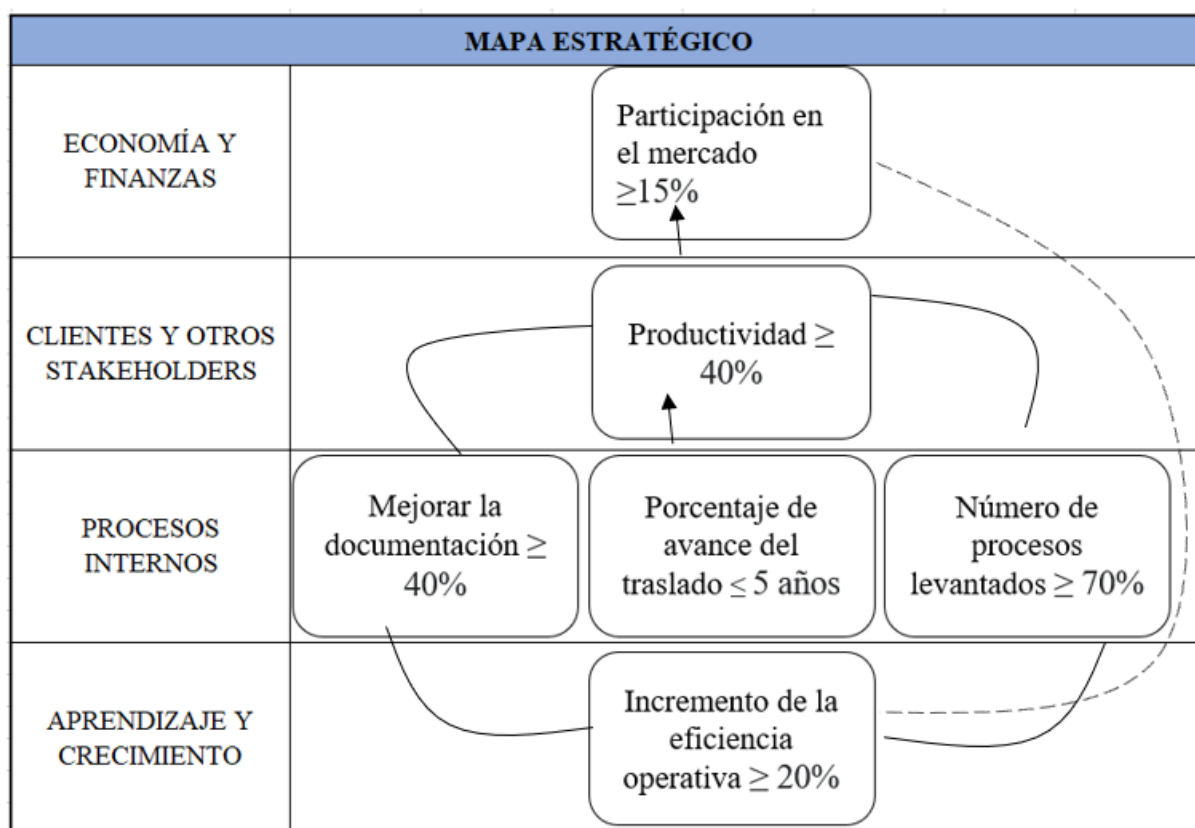 MAPA ESTRATÉGICO
ECONOMÍA Y
FINANZAS
Participación en
el mercado
≥15%
CLIENTES Y OTROS
STAKEHOLDERS
Productividad ≥
40%
PROCESOS
INTERNOS
Mejorar la
documentación ≥
40%
Porcentaje de
avance del
traslado ≤ 5 años
Número de
procesos
levantados ≥ 70%
APRENDIZAJE Y
CRECIMIENTO
Incremento de la
eficiencia
operativa ≥ 20%